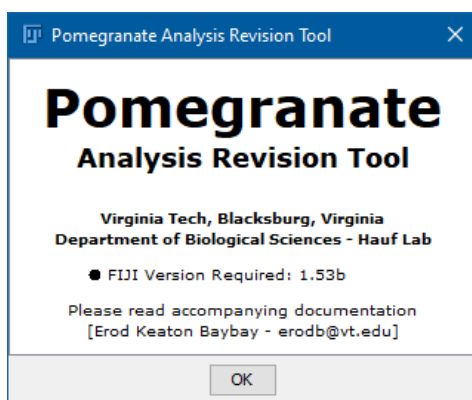 Pomegranate Analysis Revision Tool
Pomegranate
Analysis Revision Tool
Virginia Tech, Blacksburg, Virginia
Department of Biological Sciences - Hauf Lab
● FIJI Version Required: 1.53b
Please read accompanying documentation
[Erod Keaton Baybay - erodb@vt.edu]
OK